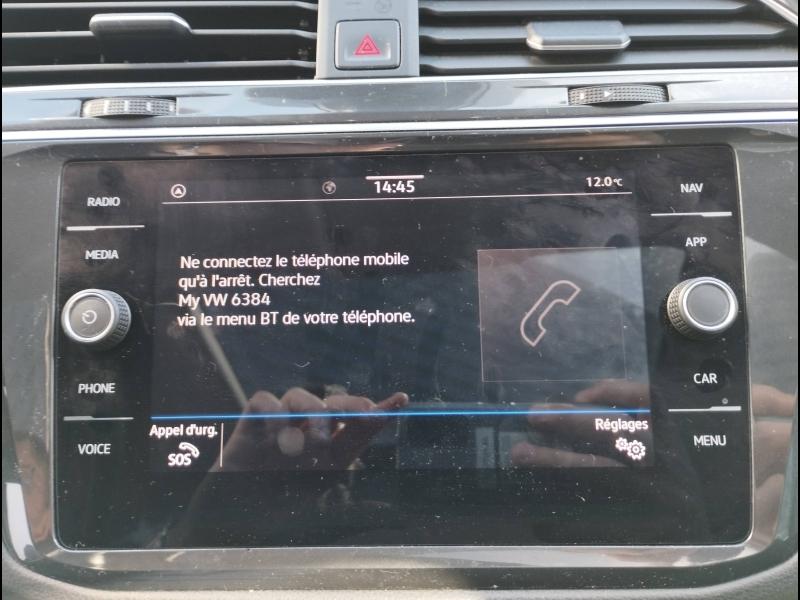 RADIO
MEDIA
PHONE
VOICE
14:45
12.0°C
Ne connectez le téléphone mobile
qu'à l'arrêt. Cherchez
My VW 6384
via le menu BT de votre téléphone.
Appel d'urg.
SOS
Réglages
NAV
APP
CAR
MENU